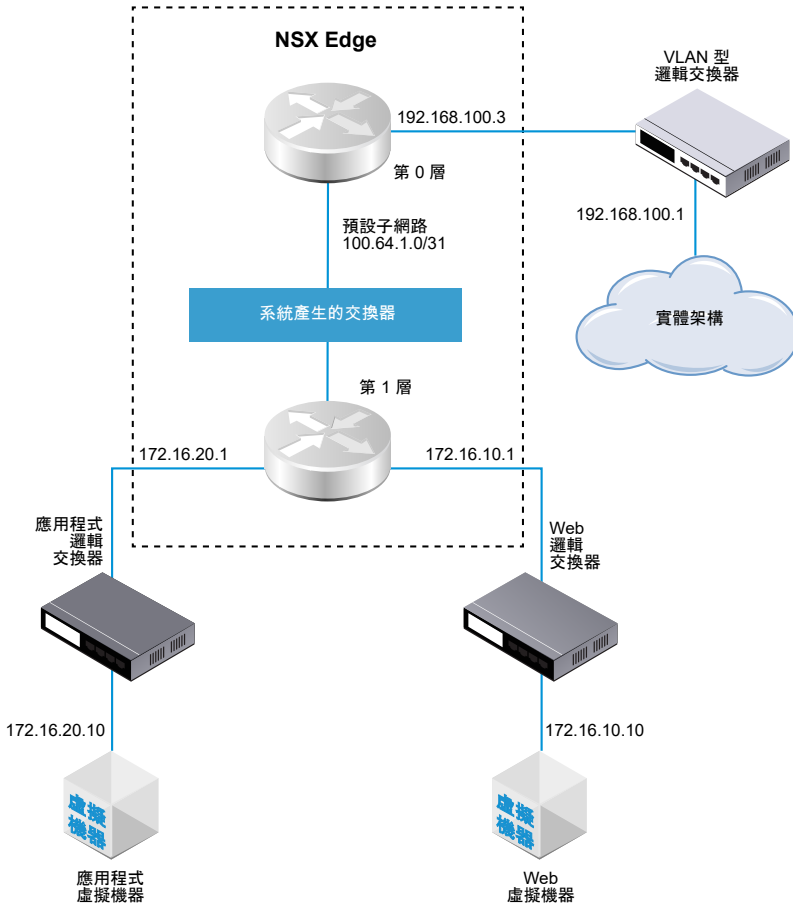 NSX Edge
VLAN 型
邏輯交換器
192.168.100.3
第 0 層
192.168.100.1
預設子網路
100.64.1.0/31
系統產生的交換器
實體架構
第 1 層
172.16.20.1
172.16.10.1
應用程式
邏輯
交換器
Web
邏輯
交換器
172.16.20.10
172.16.10.10
虛擬
機器
虛擬
機器
應用程式
虛擬機器
Web
虛擬機器